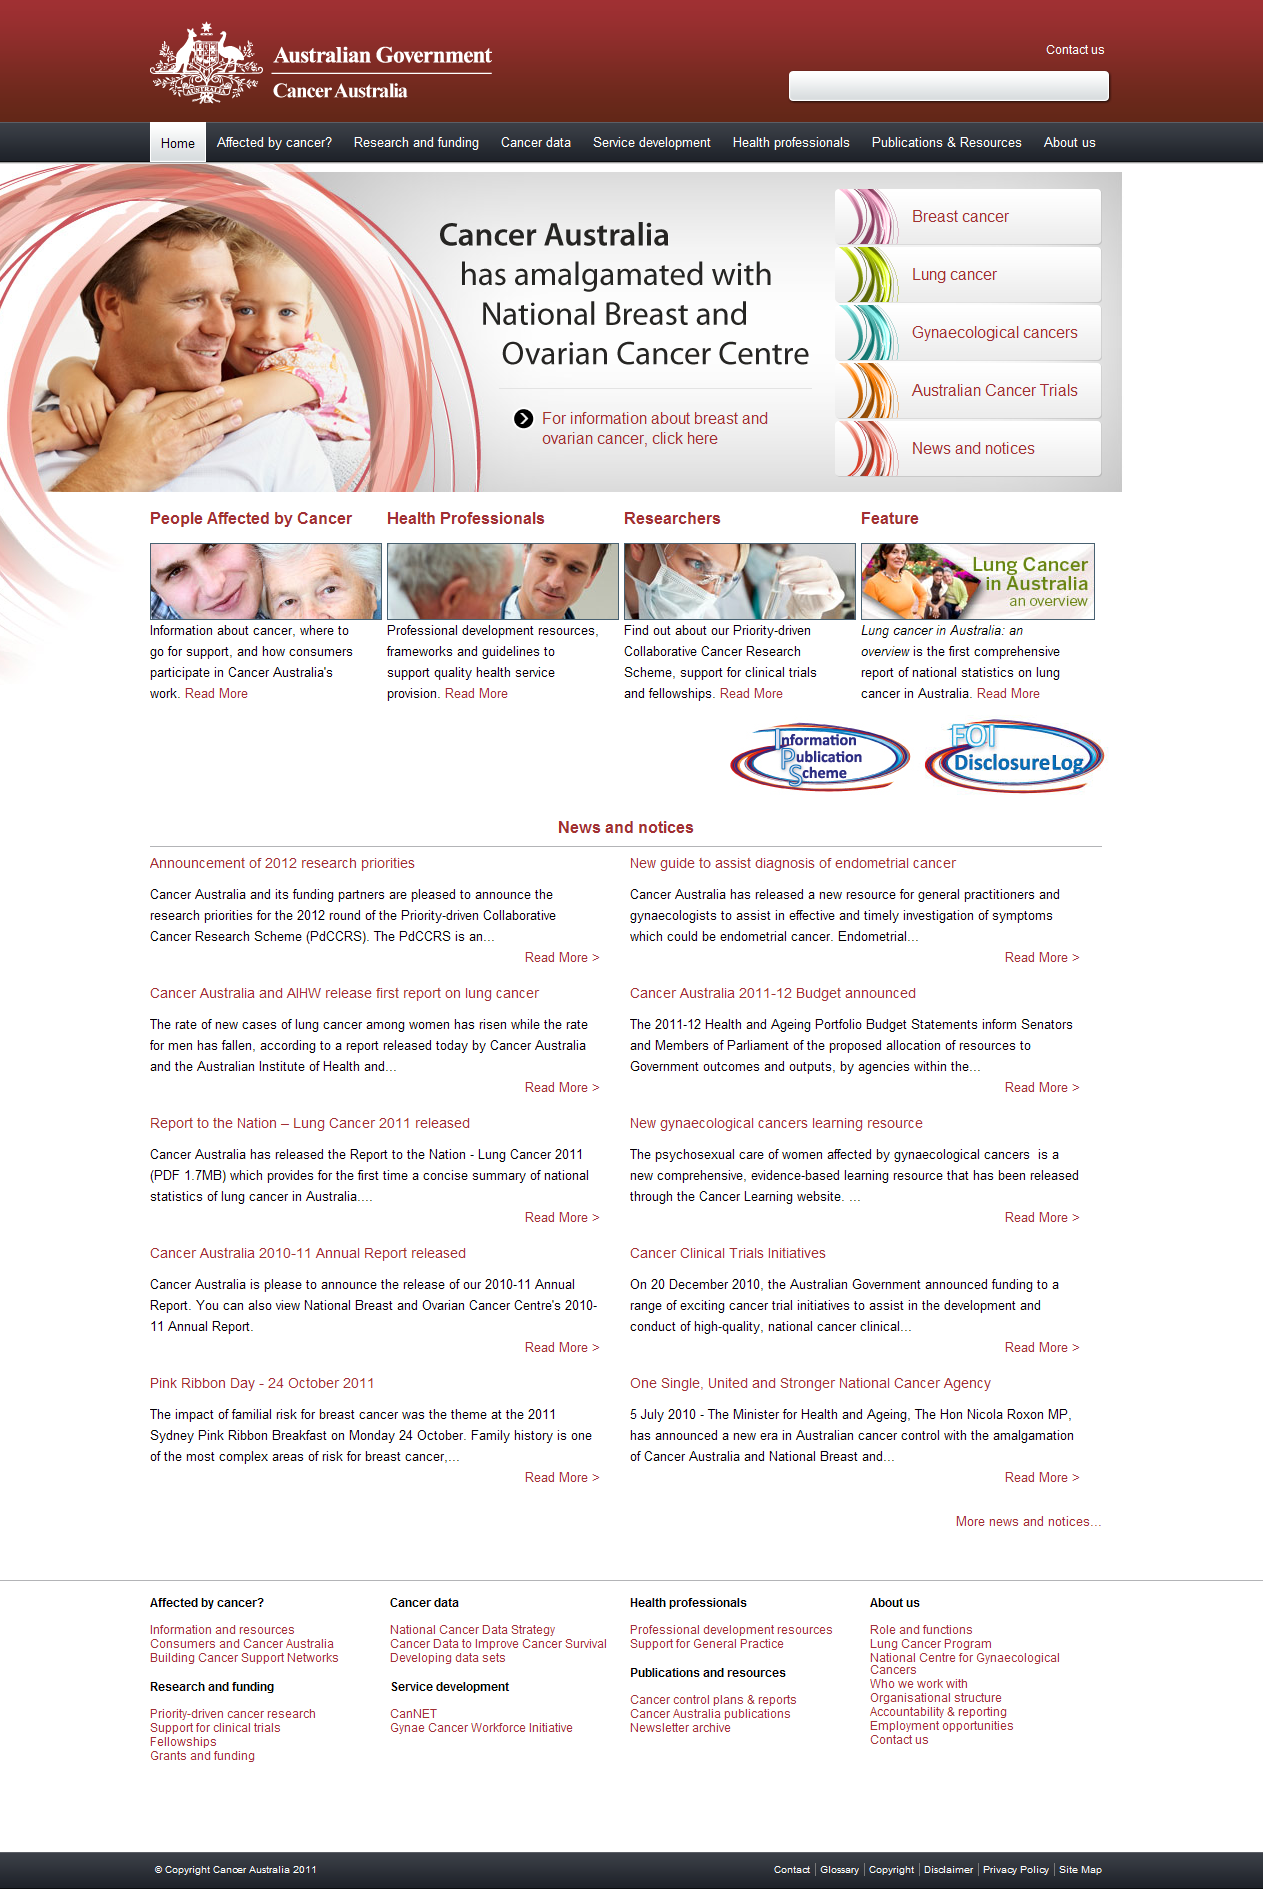 Australian Government
Cancer Australia
Contact us
Home
Affected by cancer?
Research and funding
Cancer data
Service development
Health professionals
Publications & Resources
About us
Cancer Australia
has amalgamated with
National Breast and
Ovarian Cancer Centre
For information about breast and
ovarian cancer, click here
Breast cancer
Lung cancer
Gynaecological cancers
Australian Cancer Trials
News and notices
People Affected by Cancer
Information about cancer, where to
go for support, and how consumers
participate in Cancer Australia's
work. Read More
Health Professionals
Professional development resources,
frameworks and guidelines to
support quality health service
provision. Read More
Researchers
Find out about our Priority-driven
Collaborative Cancer Research
Scheme, support for clinical trials
and fellowships. Read More
Feature
Lung Cancer
in Australia
an overview
Lung cancer in Australia: an
overview is the first comprehensive
report of national statistics on lung
cancer in Australia. Read More
Information
Publication
Scheme
FOI
Disclosure Log
News and notices
Announcement of 2012 research priorities
Cancer Australia and its funding partners are pleased to announce the
research priorities for the 2012 round of the Priority-driven Collaborative
Cancer Research Scheme (PdCCRS). The PdCCRS is an...
Read More >
New guide to assist diagnosis of endometrial cancer
Cancer Australia has released a new resource for general practitioners and
gynaecologists to assist in effective and timely investigation of symptoms
which could be endometrial cancer. Endometrial...
Read More >
Cancer Australia and AIHW release first report on lung cancer
The rate of new cases of lung cancer among women has risen while the rate
for men has fallen, according to a report released today by Cancer Australia
and the Australian Institute of Health and...
Read More >
Cancer Australia 2011-12 Budget announced
The 2011-12 Health and Ageing Portfolio Budget Statements inform Senators
and Members of Parliament of the proposed allocation of resources to
Government outcomes and outputs, by agencies within the...
Read More >
Report to the Nation – Lung Cancer 2011 released
Cancer Australia has released the Report to the Nation - Lung Cancer 2011
(PDF 1.7MB) which provides for the first time a concise summary of national
statistics of lung cancer in Australia....
Read More >
New gynaecological cancers learning resource
The psychosexual care of women affected by gynaecological cancers  is a
new comprehensive, evidence-based learning resource that has been released
through the Cancer Learning website. ...
Read More >
Cancer Australia 2010-11 Annual Report released
Cancer Australia is please to announce the release of our 2010-11 Annual
Report. You can also view National Breast and Ovarian Cancer Centre's 2010-
11 Annual Report.
Read More >
Cancer Clinical Trials Initiatives
On 20 December 2010, the Australian Government announced funding to a
range of exciting cancer trial initiatives to assist in the development and
conduct of high-quality, national cancer clinical...
Read More >
Pink Ribbon Day - 24 October 2011
The impact of familial risk for breast cancer was the theme at the 2011
Sydney Pink Ribbon Breakfast on Monday 24 October. Family history is one
of the most complex areas of risk for breast cancer,...
Read More >
One Single, United and Stronger National Cancer Agency
5 July 2010 - The Minister for Health and Ageing, The Hon Nicola Roxon MP,
has announced a new era in Australian cancer control with the amalgamation
of Cancer Australia and National Breast and...
Read More >
More news and notices...
Affected by cancer?
Information and resources
Consumers and Cancer Australia
Building Cancer Support Networks
Research and funding
Priority-driven cancer research
Support for clinical trials
Fellowships
Grants and funding
Cancer data
National Cancer Data Strategy
Cancer Data to Improve Cancer Survival
Developing data sets
Service development
CanNET
Gynae Cancer Workforce Initiative
Health professionals
Professional development resources
Support for General Practice
Publications and resources
Cancer control plans & reports
Cancer Australia publications
Newsletter archive
About us
Role and functions
Lung Cancer Program
National Centre for Gynaecological
Cancers
Who we work with
Organisational structure
Accountability & reporting
Employment opportunities
Contact us
© Copyright Cancer Australia 2011
Contact | Glossary | Copyright | Disclaimer | Privacy Policy | Site Map